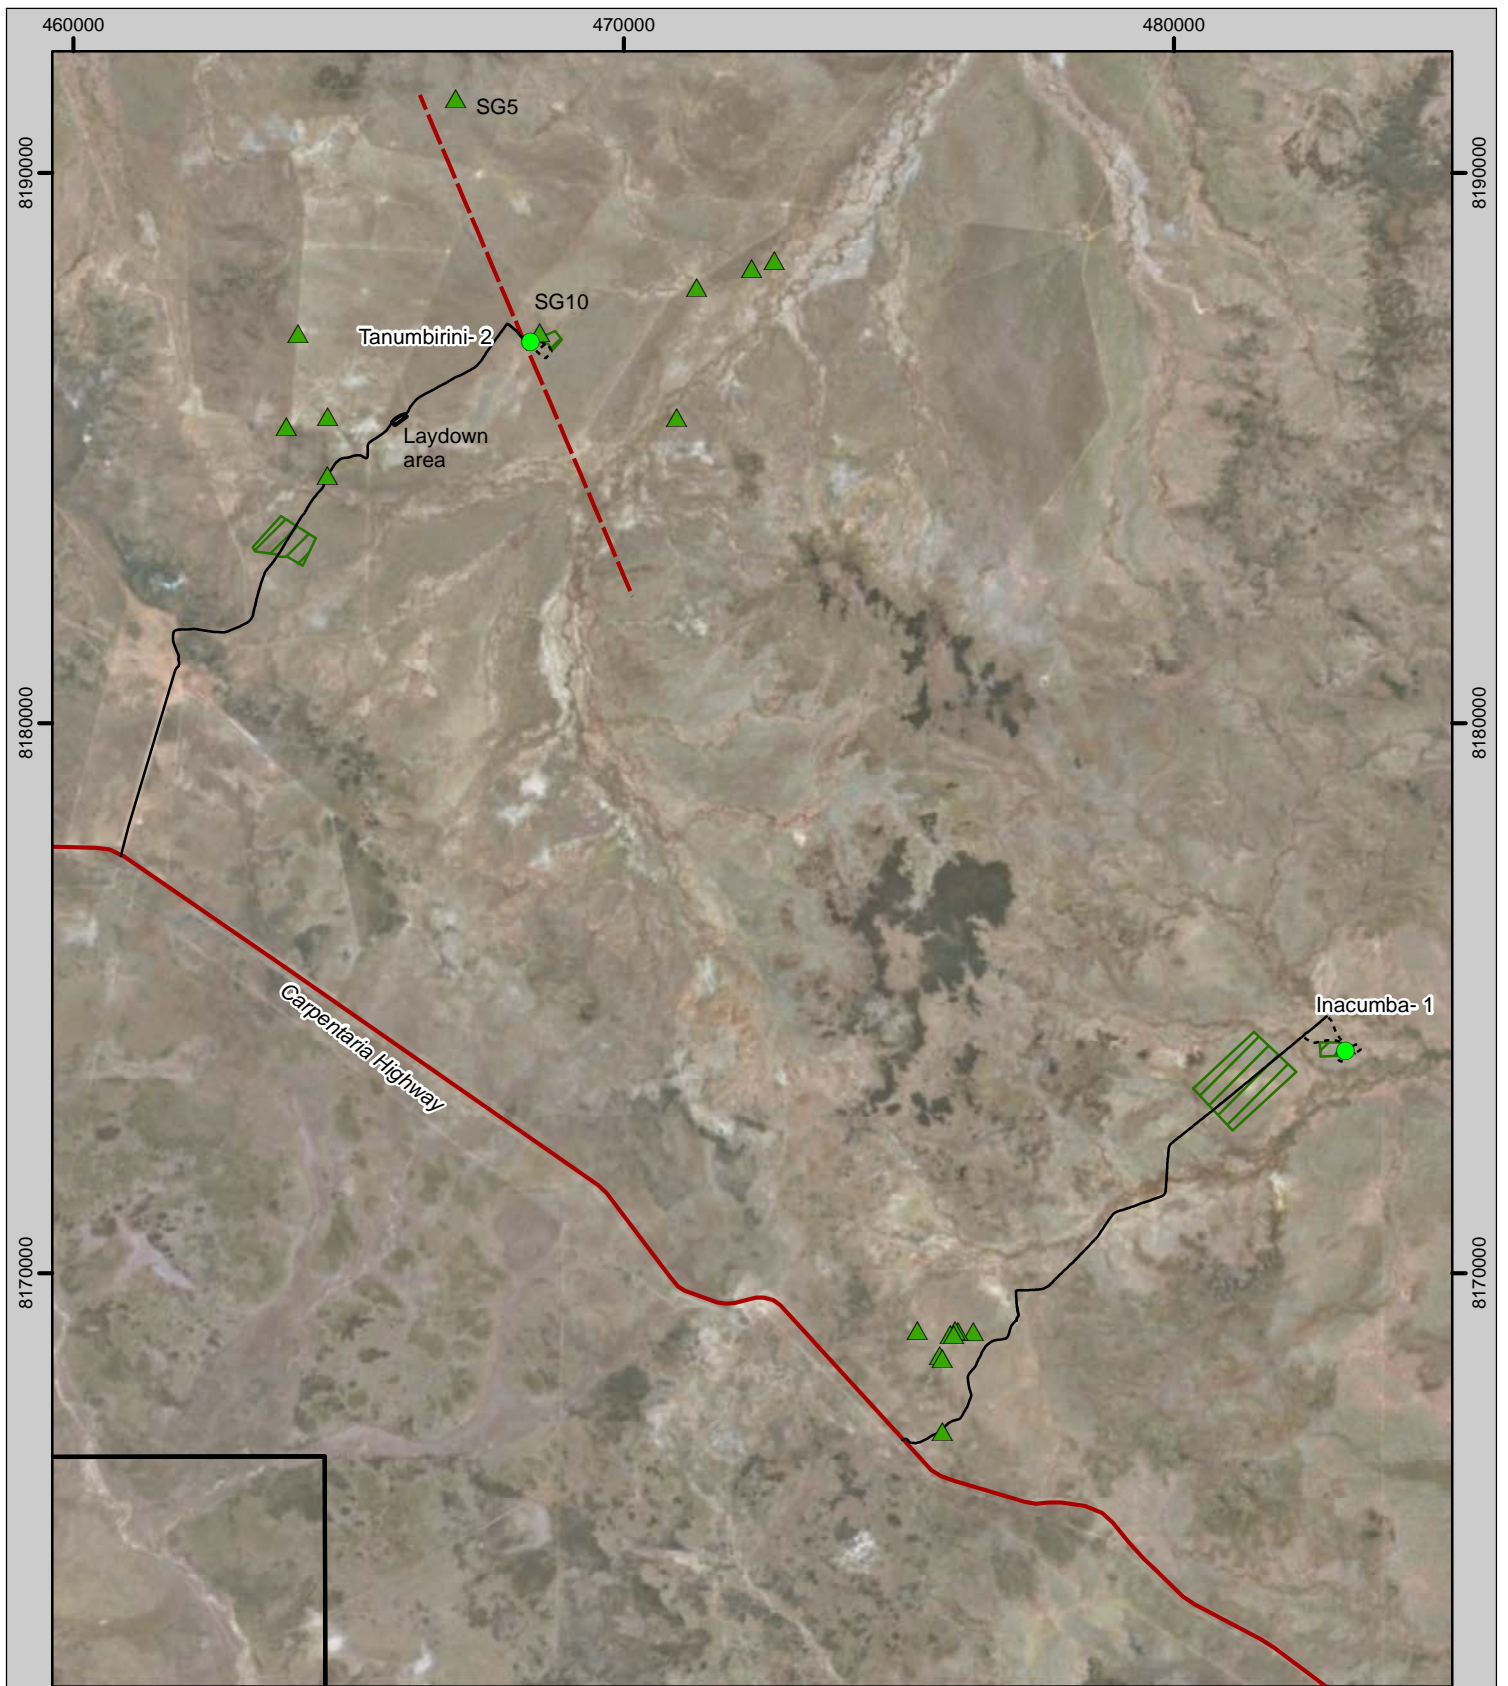 460000
470000
480000
8190000
8190000
SG5
SG10
Tanumbirini- 2
Laydown
area
8180000
8180000
Carpentaria Highway
Inacumba- 1
8170000
8170000